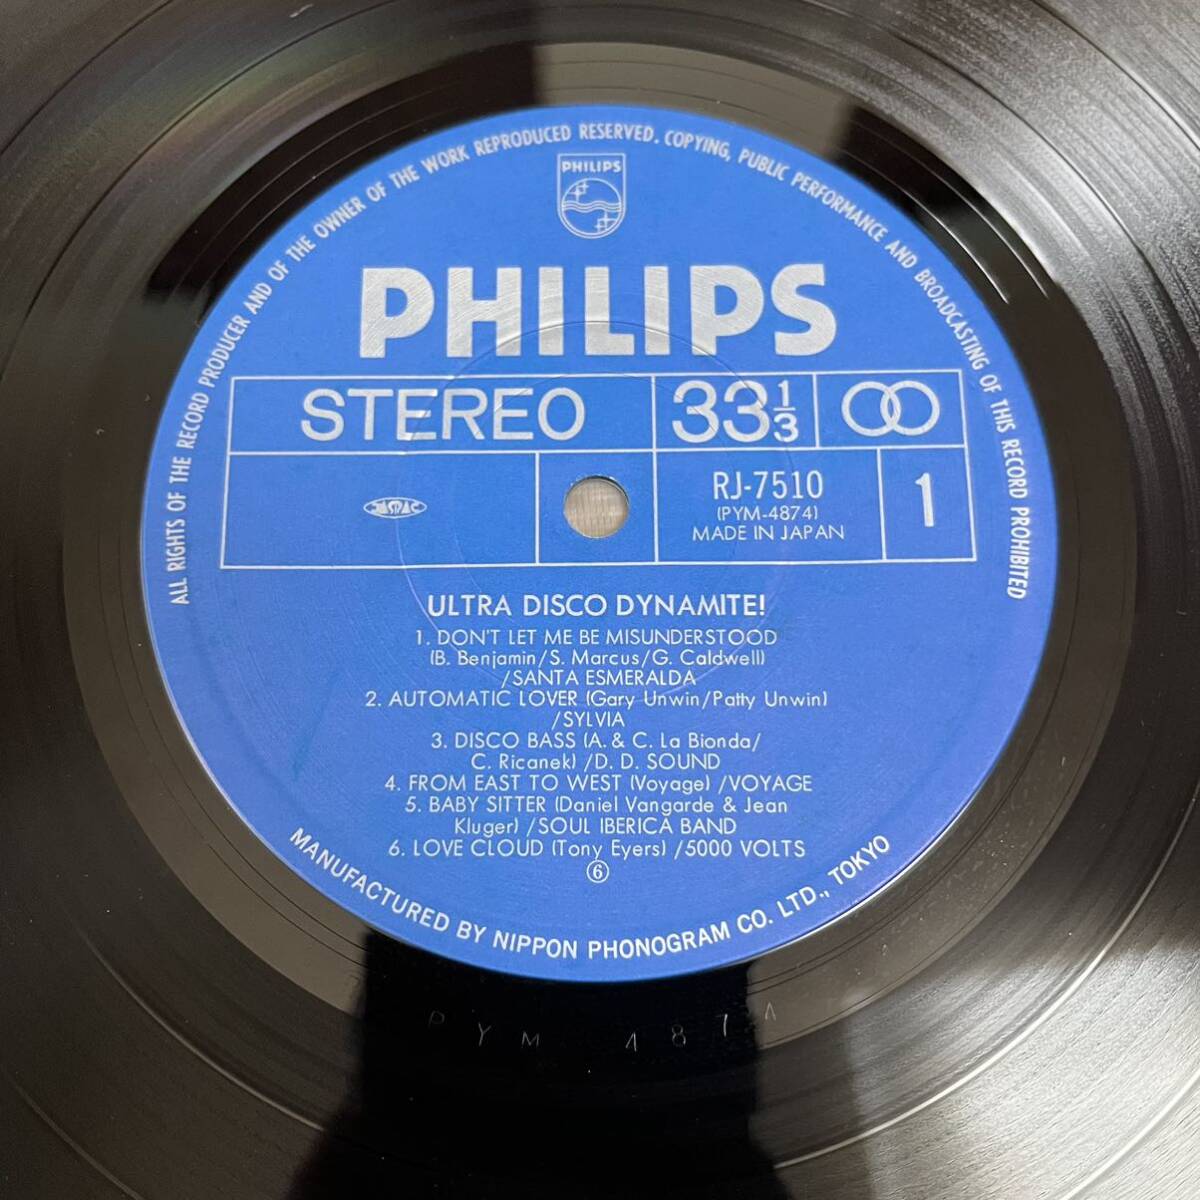 ALL RIGHTS OF THE RECORD PRODUCER AND OF THE OWNER OF THE WORK REPRODUCED RESERVED. COPYING, PUBLIC PERFORMANCE AND BROADCASTING OF THIS RECORD PROHIBITED
PHILIPS
PHILIPS
STEREO 33 1/3
JASRAC
RJ-7510
(PYM-4874)
MADE IN JAPAN
1
ULTRA DISCO DYNAMITE!
1. DON'T LET ME BE MISUNDERSTOOD
(B. Benjamin/S. Marcus/G. Caldwell)
/SANTA ESMERALDA
2. AUTOMATIC LOVER (Gary Unwin/Patty Unwin)
/SYLVIA
3. DISCO BASS (A. & C. La Bionda/
C. Ricanek) /D. D. SOUND
4. FROM EAST TO WEST (Voyage) /VOYAGE
5. BABY SITTER (Daniel Vangarde & Jean
Kluger) /SOUL IBERICA BAND
6. LOVE CLOUD (Tony Eyers) /5000 VOLTS
⑥
MANUFACTURED BY NIPPON PHONOGRAM CO. LTD., TOKYO
PYM 487A